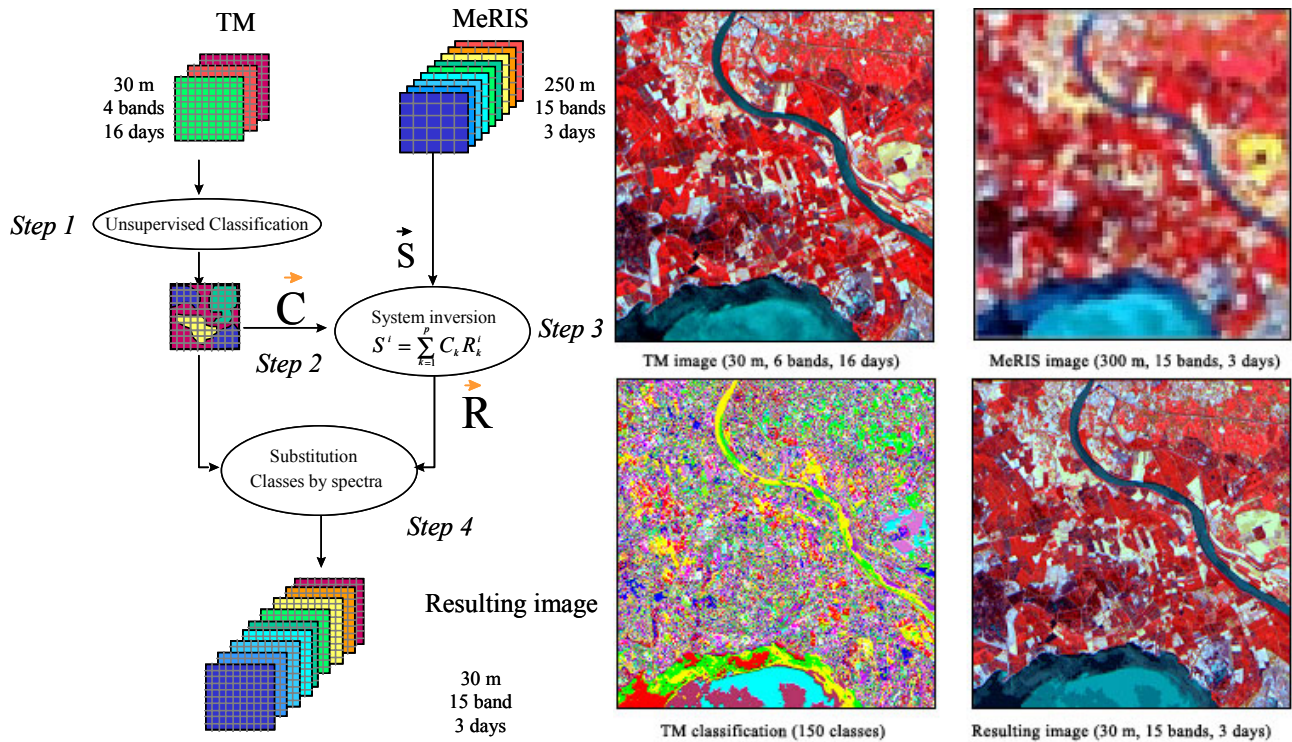 TM
MeRIS
30 m
4 bands
16 days
250 m
15 bands
3 days
Step 1
Unsupervised Classification
S
C
Step 2
System inversion
S^i = ∑_{k=1}^{p} C_k R_k^i
Step 3
R
Substitution
Classes by spectra
Step 4
Resulting image
30 m
15 band
3 days
TM image (30 m, 6 bands, 16 days)
MeRIS image (300 m, 15 bands, 3 days)
TM classification (150 classes)
Resulting image (30 m, 15 bands, 3 days)